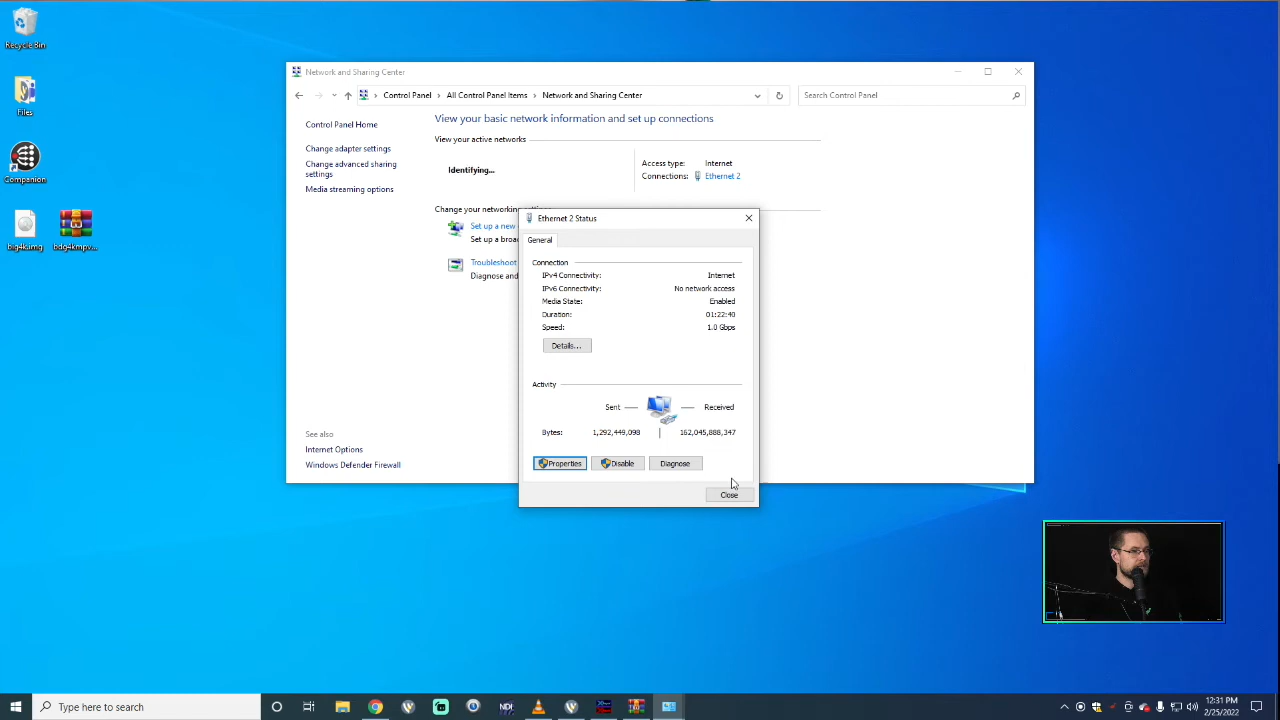 Recycle Bin
Files
Companion
big4k.img
bdg4kmpv...
Network and Sharing Center
Control Panel
All Control Panel Items
Network and Sharing Center
Search Control Panel
Control Panel Home
Change adapter settings
Change advanced sharing
settings
Media streaming options
View your basic network information and set up connections
View your active networks
Identifying...
Access type:
Internet
Connections:
Ethernet 2
Change your networking
Set up a new
Set up a broa
Troubleshoot
Diagnose and
See also
Internet Options
Windows Defender Firewall
Ethernet 2 Status
General
Connection
IPv4 Connectivity:
Internet
IPv6 Connectivity:
No network access
Media State:
Enabled
Duration:
01:22:40
Speed:
1.0 Gbps
Details...
Activity
Sent
Received
Bytes:
1,292,449,098
162,045,888,347
Properties
Disable
Diagnose
Close
Type here to search
NDI
12:31 PM
2/25/2022